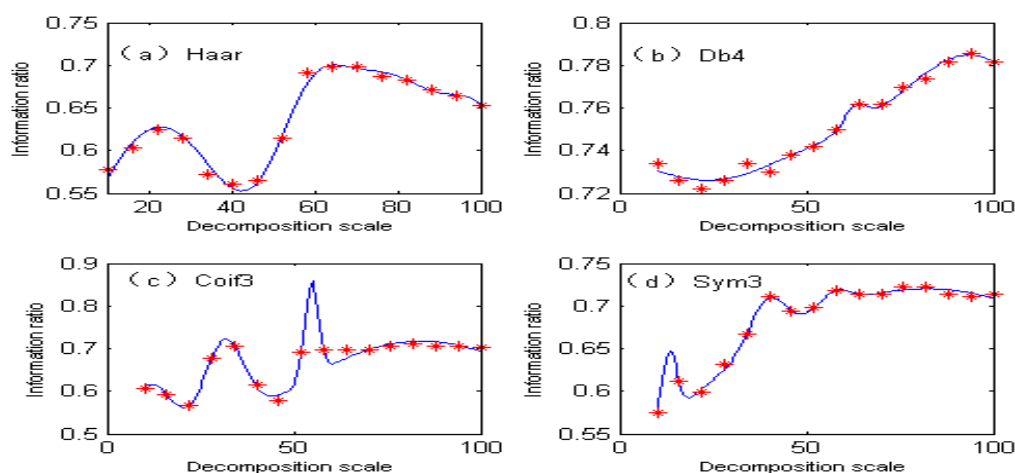 0.75
0.7
0.65
0.6
0.55
Information ratio
（a） Haar
20
40
60
80
100
Decomposition scale
0.8
0.78
0.76
0.74
0.72
Information ratio
（b） Db4
0
50
100
Decomposition scale
0.9
0.8
0.7
0.6
0.5
Information ratio
（c） Coif3
0
50
100
Decomposition scale
0.75
0.7
0.65
0.6
0.55
Information ratio
（d） Sym3
0
50
100
Decomposition scale